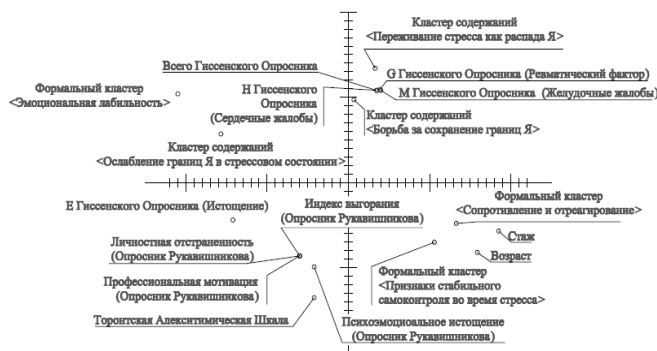 Кластер содержаний
<Переживание стресса как распада Я>
Всего Гиссенского Опросника
G Гиссенского Опросника (Ревматический фактор)
Формальный кластер
<Эмоциональная лабильность>
H Гиссенского
Опросника
(Сердечные жалобы)
M Гиссенского Опросника (Желудочные жалобы)
Кластер содержаний
<Борьба за сохранение границ Я>
Кластер содержаний
<Ослабление границ Я в стрессовом состоянии>
Формальный кластер
<Сопротивление и отреагирование>
E Гиссенского Опросника (Истощение)
Индекс выгорания
(Опросник Рукавишникова)
Стаж
Личностная отстраненность
(Опросник Рукавишникова)
Возраст
Профессиональная мотивация
(Опросник Рукавишникова)
Формальный кластер
<Признаки стабильного
самоконтроля во время стресса>
Торонтская Алекситимическая Шкала
Психоэмоциоальное истощение
(Опросник Рукавишникова)